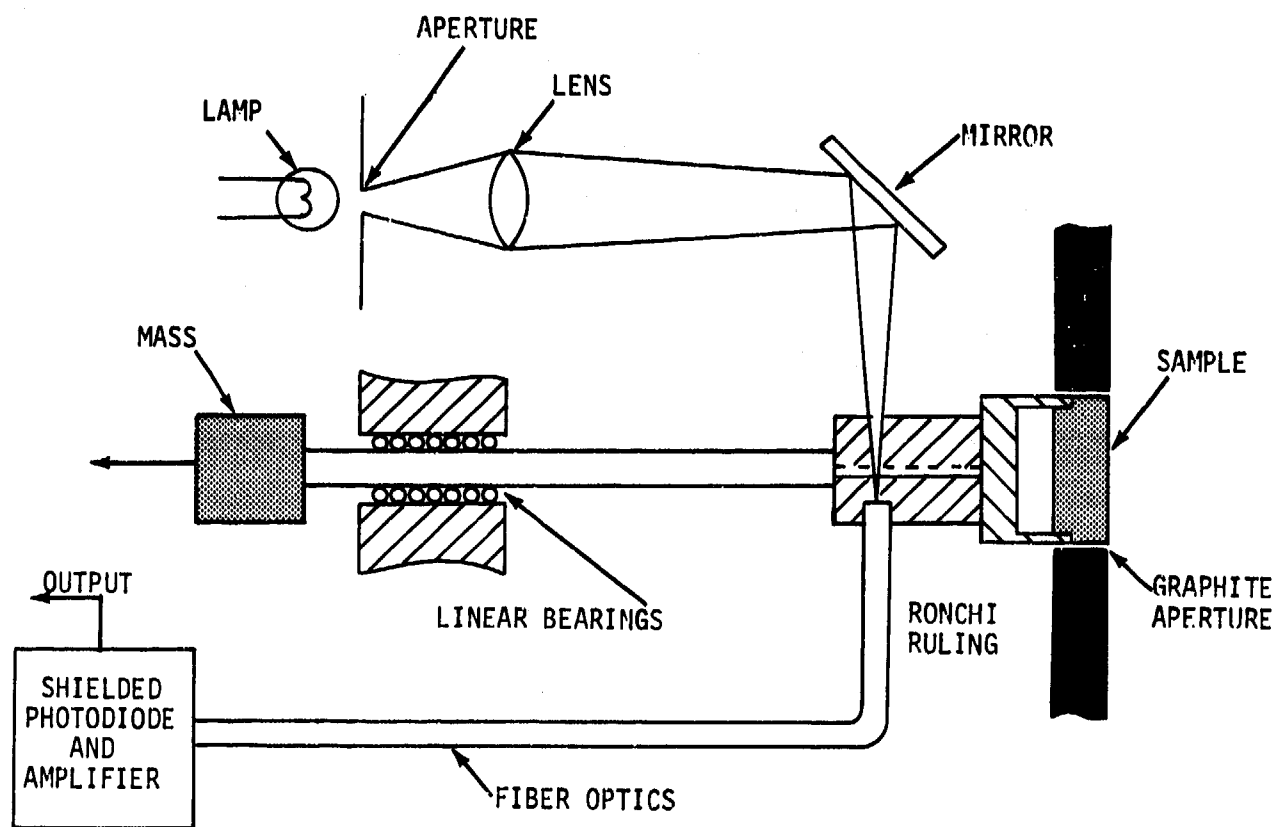 APERTURE
LENS
LAMP
MIRROR
MASS
SAMPLE
OUTPUT
LINEAR BEARINGS
RONCHI
RULING
GRAPHITE
APERTURE
SHIELDED
PHOTODIODE
AND
AMPLIFIER
FIBER OPTICS